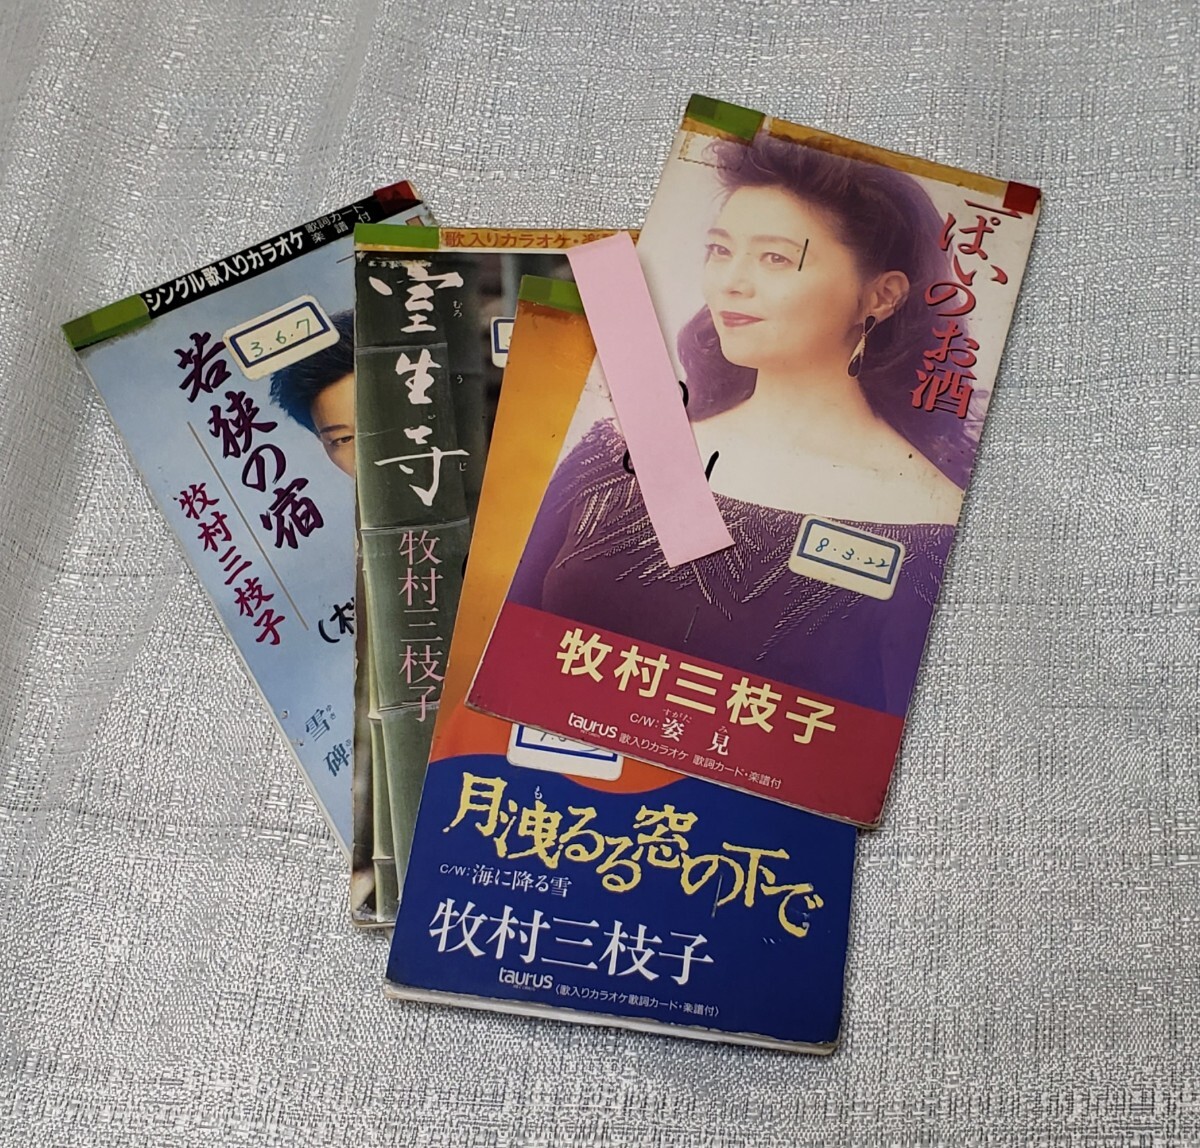 シングル歌入りカラオケ 歌詞カード楽譜付
若狭の宿
3.6.7
牧村三枝子
雪
碑
歌入りカラオケ・楽
室生寺
むろうじ
牧村三枝子
一ぱいのお酒
8.3.22
牧村三枝子
C/W: 姿見
すがたみ
taurus 歌入りカラオケ 歌詞カード・楽譜付
月洩るる窓の下で
も
C/W: 海に降る雪
牧村三枝子
taurus 〈歌入りカラオケ歌詞カード・楽譜付〉